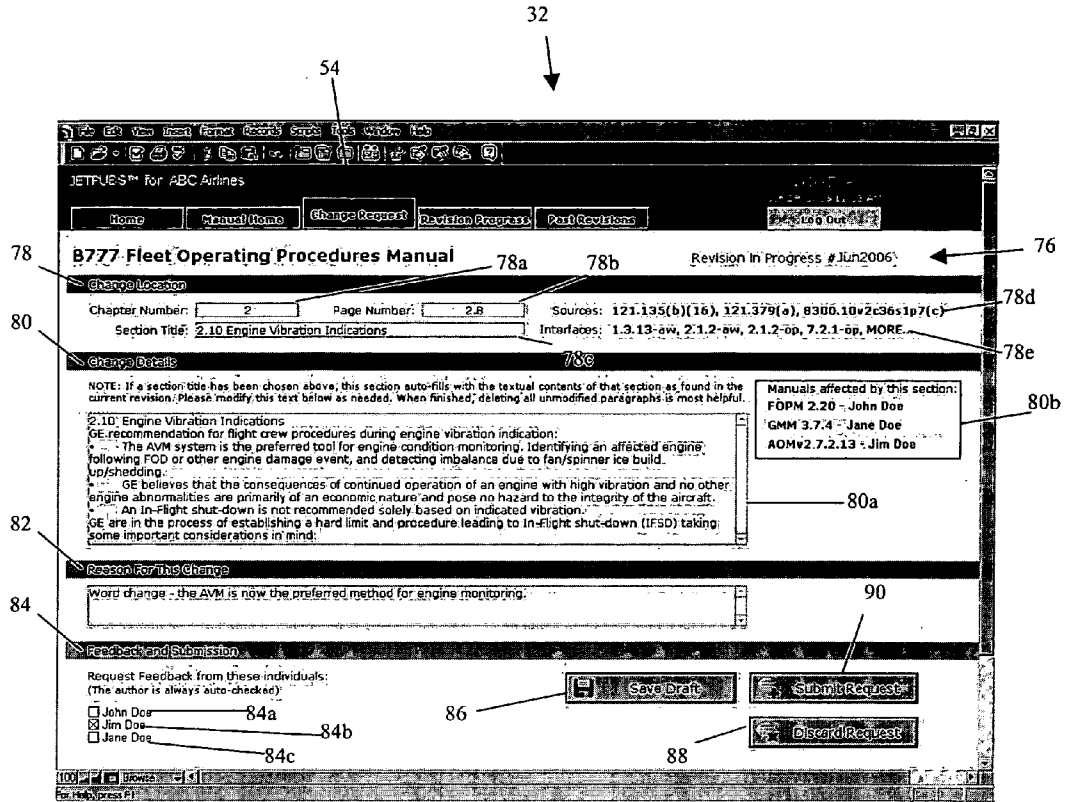 32
54
File Edit View Insert Format Records Scripts Tools Window Help
JETPUBS™ for ABC Airlines
Home Manual Home Change Request Revision Progress Past Revisions Log Out
78 B777 Fleet Operating Procedures Manual 78a 78b Revision In Progress #Jun2006 76
Change Location
Chapter Number: 2 Page Number: 2.8 Sources: 121.135(b)(16), 121.379(a), 8300.10v2c36s1p7(c) 78d
Section Title: 2.10 Engine Vibration Indications 78c Interfaces: 1.3.13-aw, 2.1.2-aw, 2.1.2-op, 7.2.1-op, MORE... 78e
80 Change Details
NOTE: If a section title has been chosen above, this section auto-fills with the textual contents of that section as found in the
current revision. Please modify this text below as needed. When finished, deleting all unmodified paragraphs is most helpful.
Manuals affected by this section:
FOPM 2.20 - John Doe
GMM 3.7.4 - Jane Doe
AOMv2.7.2.13 - Jim Doe
80b
2.10 Engine Vibration Indications
GE recommendation for flight crew procedures during engine vibration indication:
• The AVM system is the preferred tool for engine condition monitoring. Identifying an affected engine
following FOD or other engine damage event, and detecting imbalance due to fan/spinner ice build
up/shedding.
• GE believes that the consequences of continued operation of an engine with high vibration and no other
engine abnormalities are primarily of an economic nature and pose no hazard to the integrity of the aircraft.
• An In-Flight shut-down is not recommended solely based on indicated vibration.
GE are in the process of establishing a hard limit and procedure leading to In-Flight shut-down (IFSD) taking
some important considerations in mind:
80a
82 Reason For This Change
Word change - the AVM is now the preferred method for engine monitoring.
90
84 Feedback and Submission
Request Feedback from these individuals:
(The author is always auto-checked)
John Doe 84a
Jim Doe 84b
Jane Doe 84c
86 Save Draft Submit Request
88 Discard Request
100 Browse
For Help, press F1